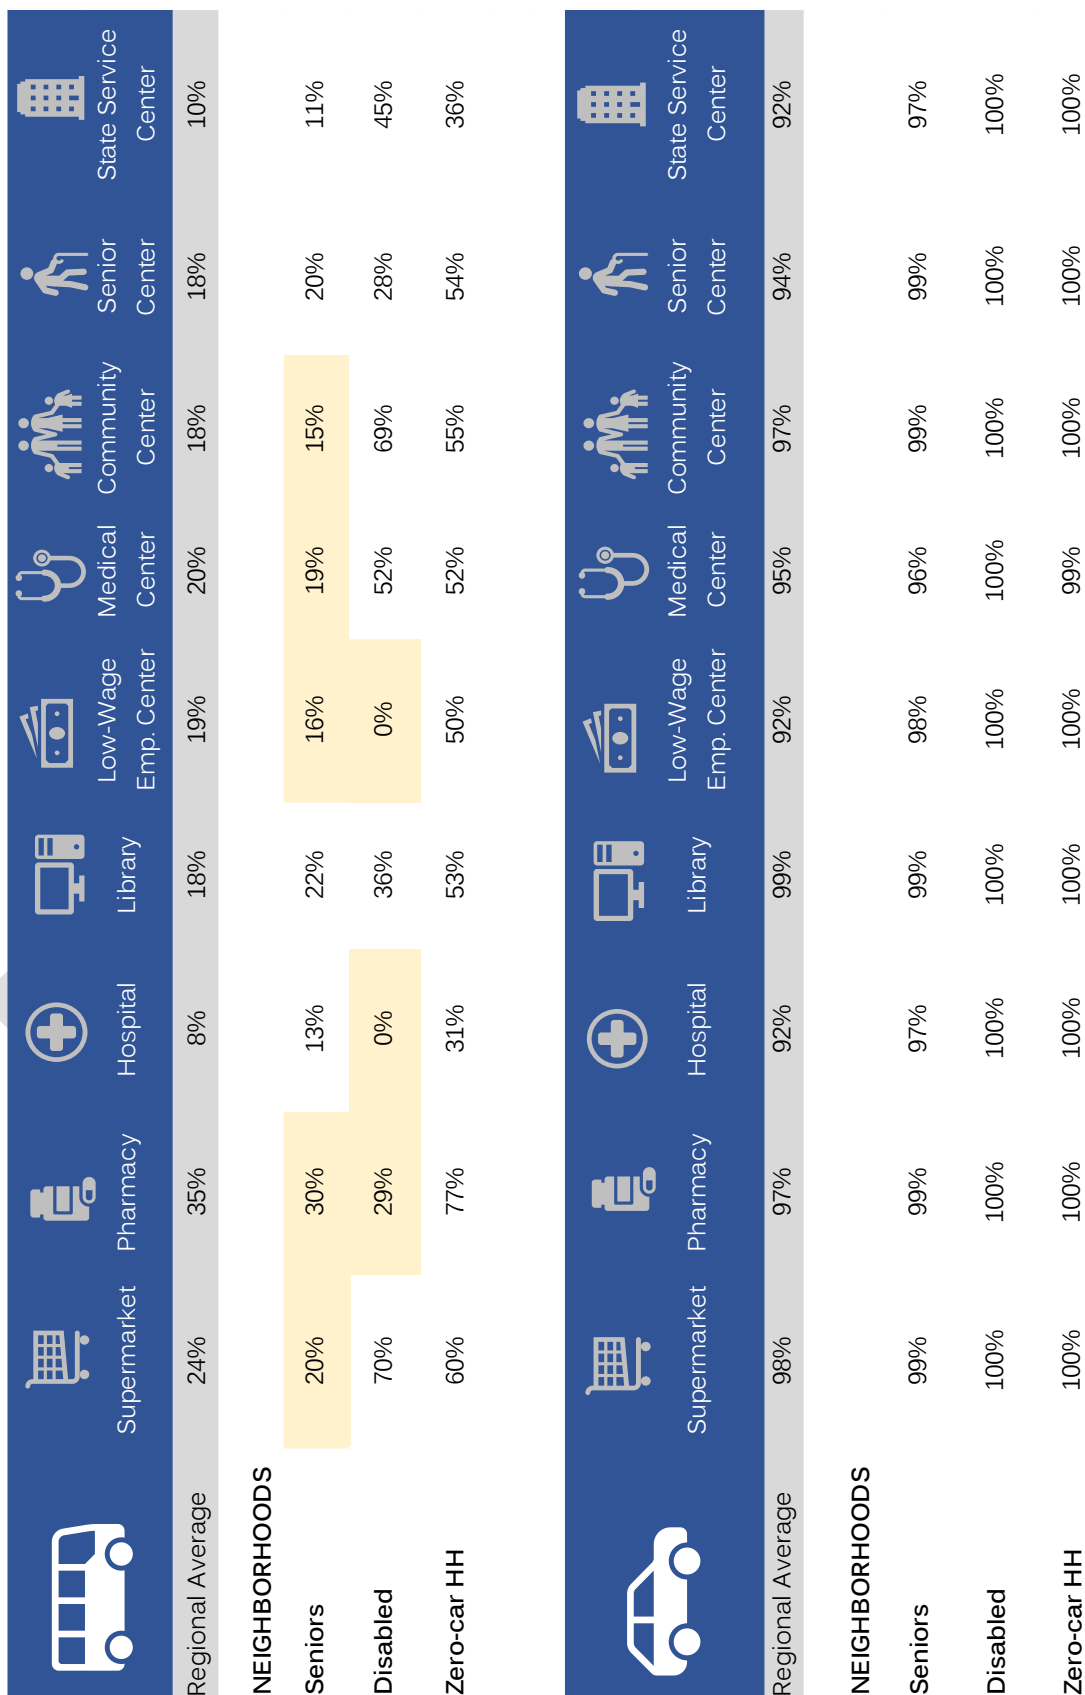 Supermarket
Pharmacy
Hospital
Library
Low-Wage
Emp. Center
Medical
Center
Community
Center
Senior
Center
State Service
Center
Regional Average 24% 35% 8% 18% 19% 20% 18% 18% 10%
NEIGHBORHOODS
Seniors 20% 30% 13% 22% 16% 19% 15% 20% 11%
Disabled 70% 29% 0% 36% 0% 52% 69% 28% 45%
Zero-car HH 60% 77% 31% 53% 50% 52% 55% 54% 36%
Supermarket
Pharmacy
Hospital
Library
Low-Wage
Emp. Center
Medical
Center
Community
Center
Senior
Center
State Service
Center
Regional Average 98% 97% 92% 99% 92% 95% 97% 94% 92%
NEIGHBORHOODS
Seniors 99% 99% 97% 99% 98% 96% 99% 99% 97%
Disabled 100% 100% 100% 100% 100% 100% 100% 100% 100%
Zero-car HH 100% 100% 100% 100% 100% 99% 100% 100% 100%